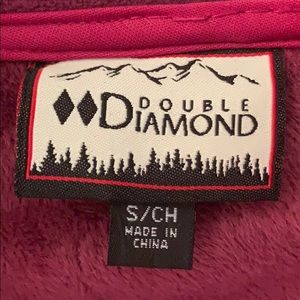 DOUBLE
DIAMOND
S/CH
MADE IN
CHINA